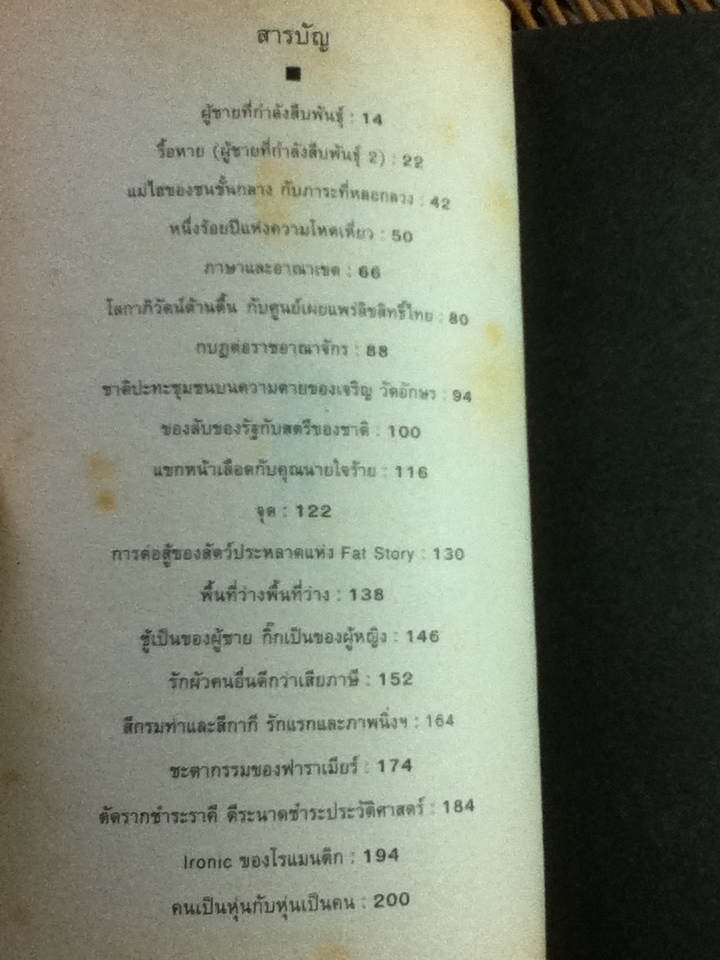 สารบัญ
ผู้ชายที่กำลังสืบพันธุ์ : 14
รื้อหาย (ผู้ชายที่กำลังสืบพันธุ์ 2) : 22
แม่ไฮของชนชั้นกลาง กับภาระที่หลอกลวง : 42
หนึ่งร้อยปีแห่งความโหดเหี้ยว : 50
ภาษาและอาณาเขต : 66
โลกาภิวัตน์ด้านตื้น กับศูนย์เผยแพร่ลิขสิทธิ์ไทย : 80
กบฏต่อราชอาณาจักร : 88
ชาติปะทะชุมชนบนความตายของเจริญ วัดอักษร : 94
ของลับของรัฐกับสตรีของชาติ : 100
แขกหน้าเลือดกับคุณนายใจร้าย : 116
จุด : 122
การต่อสู้ของสัตว์ประหลาดแห่ง Fat Story : 130
พื้นที่ว่างพื้นที่ว่าง : 138
ชู้เป็นของผู้ชาย กิ๊กเป็นของผู้หญิง : 146
รักผัวคนอื่นดีกว่าเสียภาษี : 152
สีกรมท่าและสีกากี รักแรกและภาพนิ่งฯ : 164
ชะตากรรมของฟาราเมียร์ : 174
ตัดรากชำระราคี ตีระนาดชำระประวัติศาสตร์ : 184
Ironic ของโรแมนติก : 194
คนเป็นหุ่นกับหุ่นเป็นคน : 200